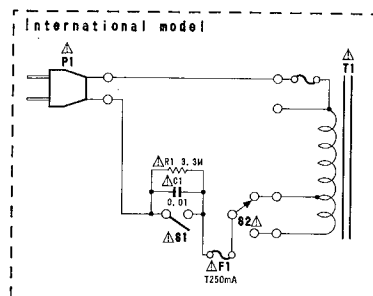 International model
P1
T1
R1 3.3M
C1
0.01
S1
S2
F1
T250mA